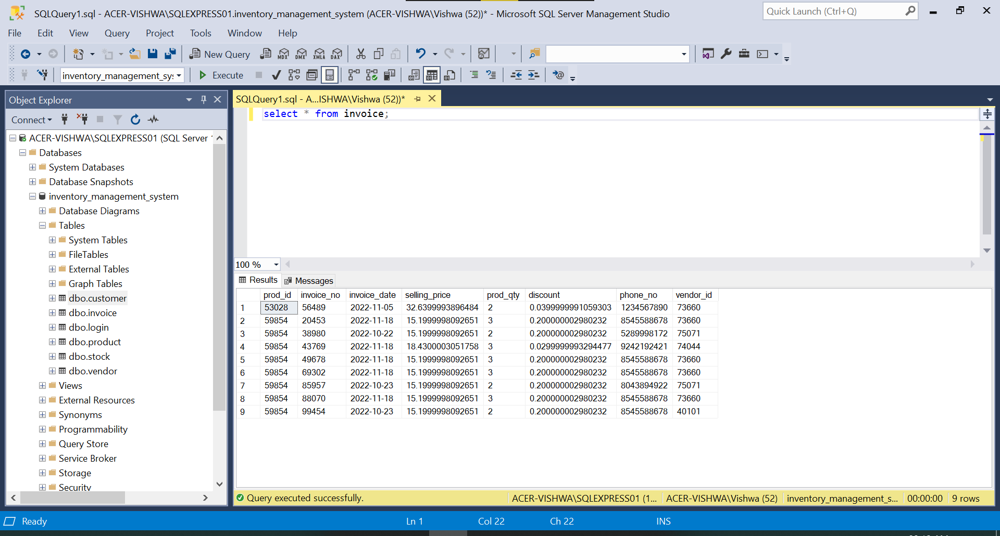 SQLQuery1.sql - ACER-VISHWA\SQLEXPRESS01.inventory_management_system (ACER-VISHWA\Vishwa (52))* - Microsoft SQL Server Management Studio
Quick Launch (Ctrl+Q)
File Edit View Query Project Tools Window Help
New Query MDX DMX XMLA DAX
inventory_management_sy Execute
Object Explorer
Connect
ACER-VISHWA\SQLEXPRESS01 (SQL Server
Databases
System Databases
Database Snapshots
inventory_management_system
Database Diagrams
Tables
System Tables
FileTables
External Tables
Graph Tables
dbo.customer
dbo.invoice
dbo.login
dbo.product
dbo.stock
dbo.vendor
Views
External Resources
Synonyms
Programmability
Query Store
Service Broker
Storage
Security
SQLQuery1.sql - A...ISHWA\Vishwa (52))*
select * from invoice;
100 %
Results Messages
prod_id invoice_no invoice_date selling_price prod_qty discount phone_no vendor_id
1 53028 56489 2022-11-05 32.6399993896484 2 0.0399999991059303 1234567890 73660
2 59854 20453 2022-11-18 15.1999998092651 3 0.200000002980232 8545588678 73660
3 59854 38980 2022-10-22 15.1999998092651 2 0.200000002980232 5289998172 75071
4 59854 43769 2022-11-18 18.4300003051758 3 0.0299999993294477 9242192421 74044
5 59854 49678 2022-11-18 15.1999998092651 3 0.200000002980232 8545588678 73660
6 59854 69302 2022-11-18 15.1999998092651 3 0.200000002980232 8545588678 73660
7 59854 85957 2022-10-23 15.1999998092651 2 0.200000002980232 8043894922 75071
8 59854 88070 2022-11-18 15.1999998092651 3 0.200000002980232 8545588678 73660
9 59854 99454 2022-10-23 15.1999998092651 2 0.200000002980232 8545588678 40101
Query executed successfully. ACER-VISHWA\SQLEXPRESS01 (1... ACER-VISHWA\Vishwa (52) inventory_management_s... 00:00:00 9 rows
Ready Ln 1 Col 22 Ch 22 INS